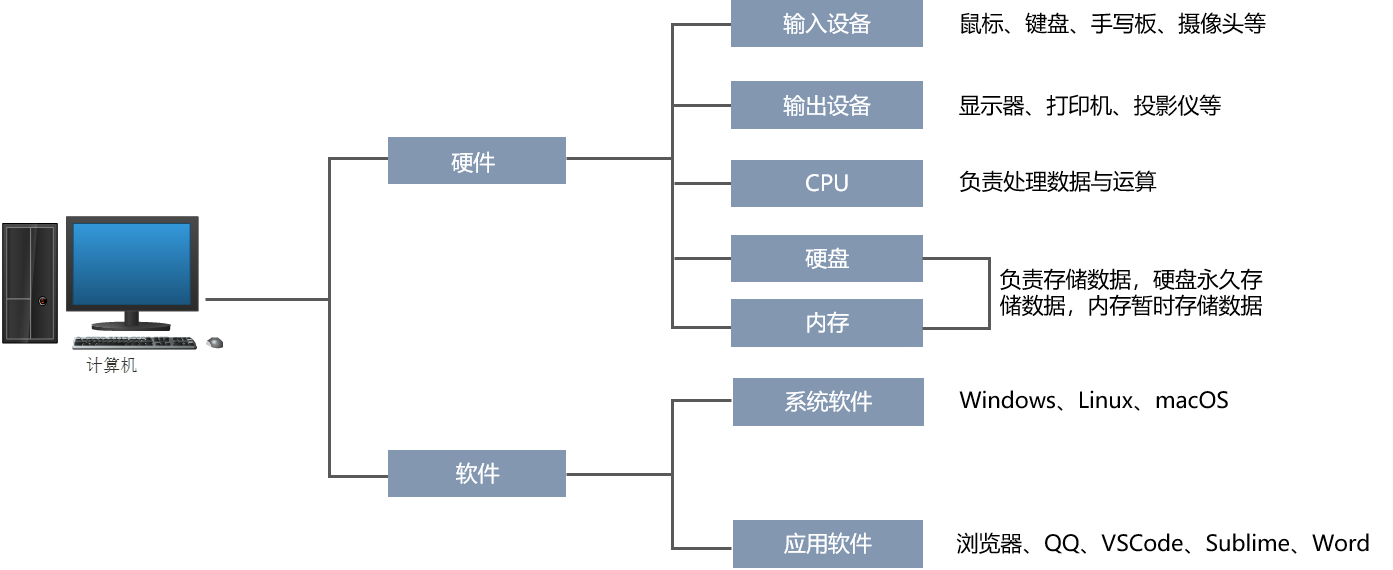 输入设备
鼠标、键盘、手写板、摄像头等
输出设备
显示器、打印机、投影仪等
硬件
CPU
负责处理数据与运算
硬盘
负责存储数据，硬盘永久存
储数据，内存暂时存储数据
内存
计算机
系统软件
Windows、Linux、macOS
软件
应用软件
浏览器、QQ、VSCode、Sublime、Word